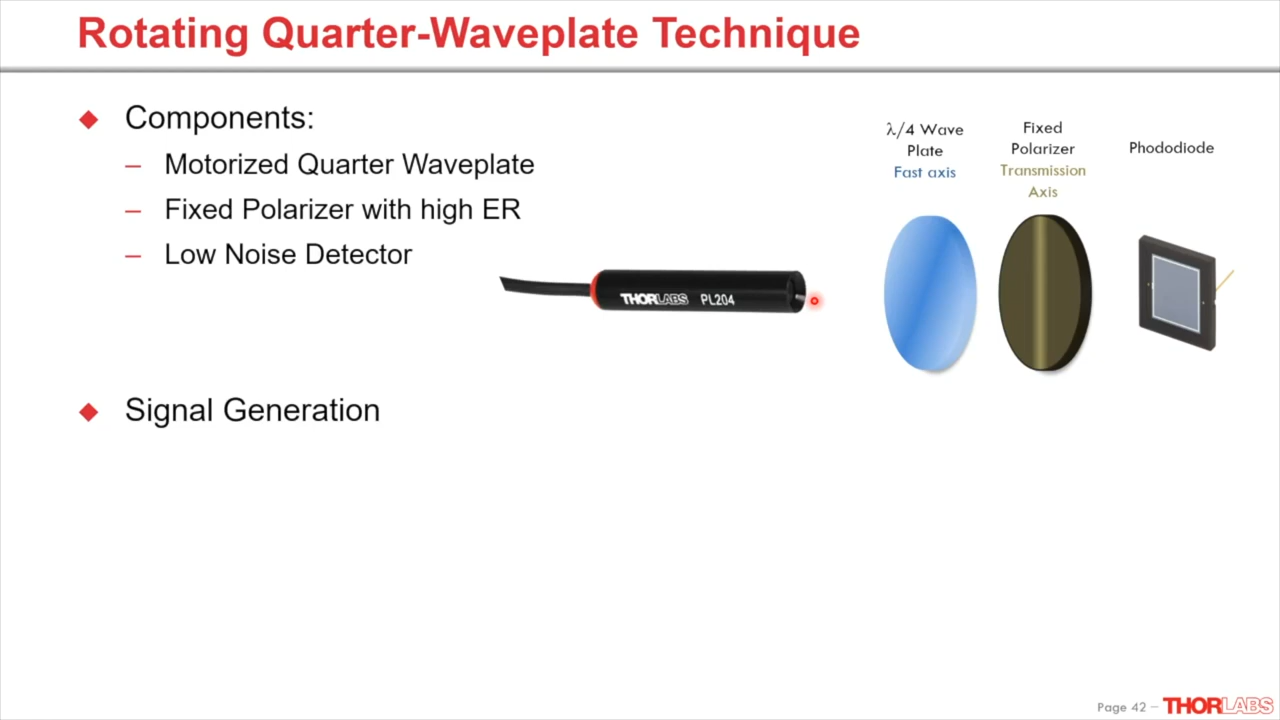 Rotating Quarter-Waveplate Technique
Components:
– Motorized Quarter Waveplate
– Fixed Polarizer with high ER
– Low Noise Detector
λ/4 Wave
Plate
Fast axis
Fixed
Polarizer
Transmission
Axis
Phododiode
THORLABS PL204
Signal Generation
Page 42 – THORLABS